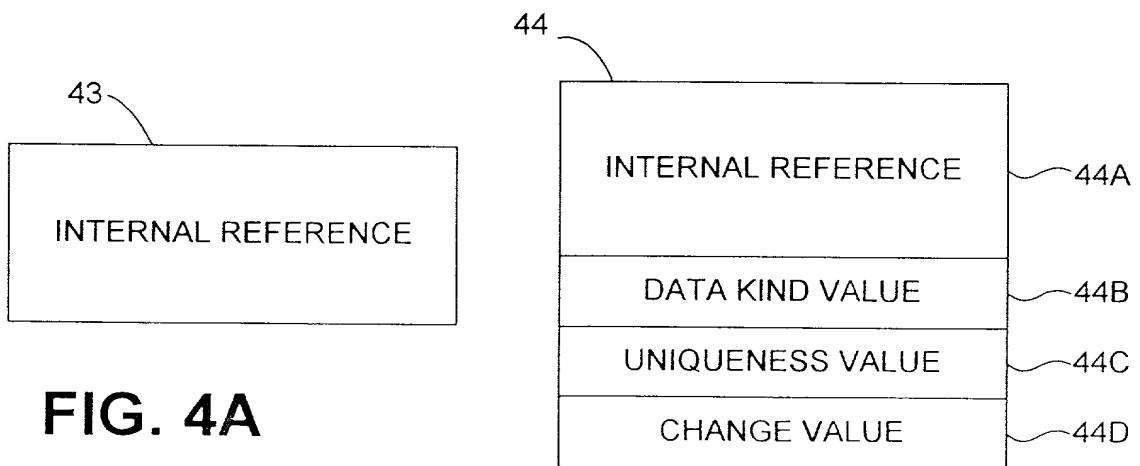 44
43
INTERNAL REFERENCE
INTERNAL REFERENCE
44A
DATA KIND VALUE
44B
UNIQUENESS VALUE
44C
CHANGE VALUE
44D
FIG. 4A